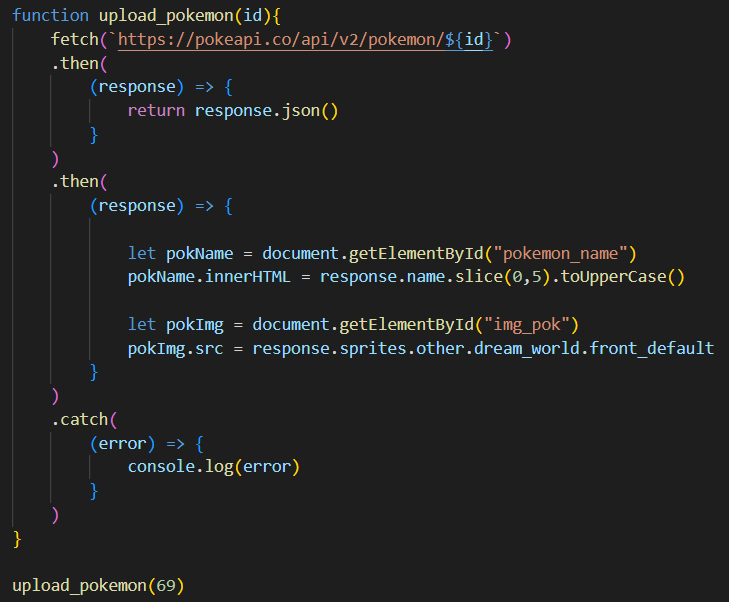 function upload_pokemon(id){
    fetch(`https://pokeapi.co/api/v2/pokemon/${id}`)
    .then(
        (response) => {
            return response.json()
        }
    )
    .then(
        (response) => {

            let pokName = document.getElementById("pokemon_name")
            pokName.innerHTML = response.name.slice(0,5).toUpperCase()

            let pokImg = document.getElementById("img_pok")
            pokImg.src = response.sprites.other.dream_world.front_default
        }
    )
    .catch(
        (error) => {
            console.log(error)
        }
    )
}

upload_pokemon(69)